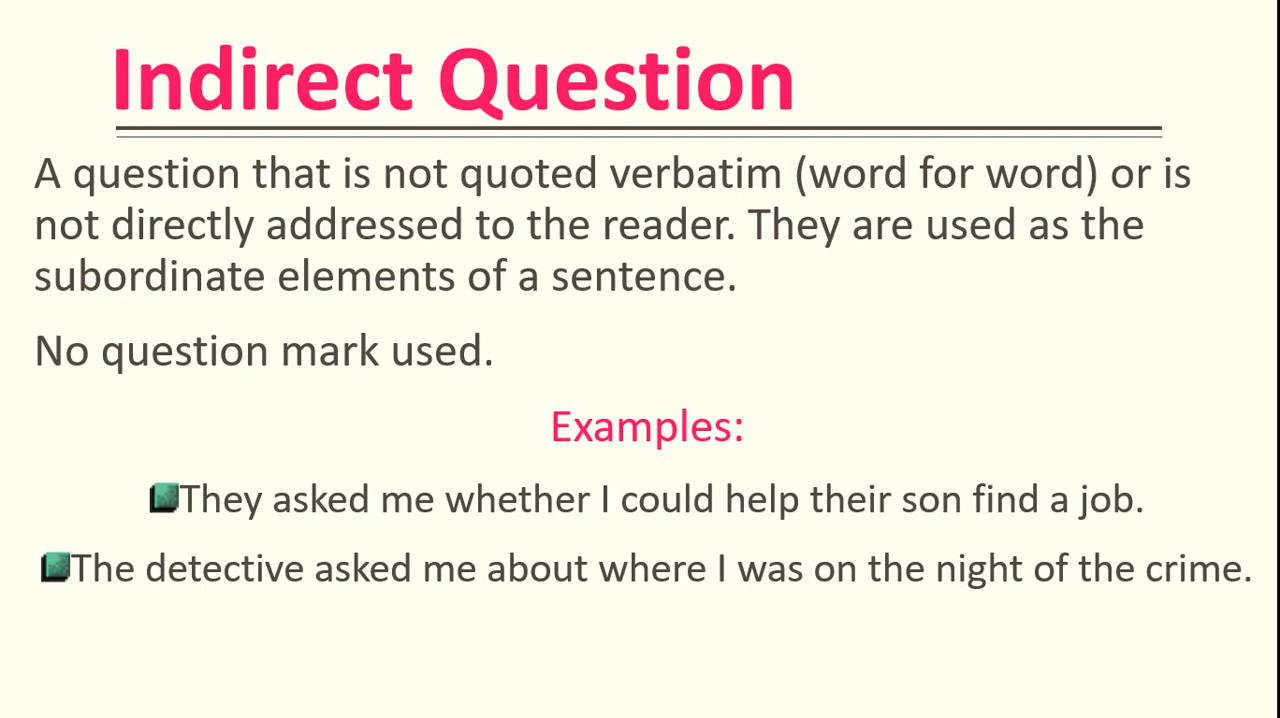 Indirect Question
A question that is not quoted verbatim (word for word) or is
not directly addressed to the reader. They are used as the
subordinate elements of a sentence.
No question mark used.
Examples:
They asked me whether I could help their son find a job.
The detective asked me about where I was on the night of the crime.